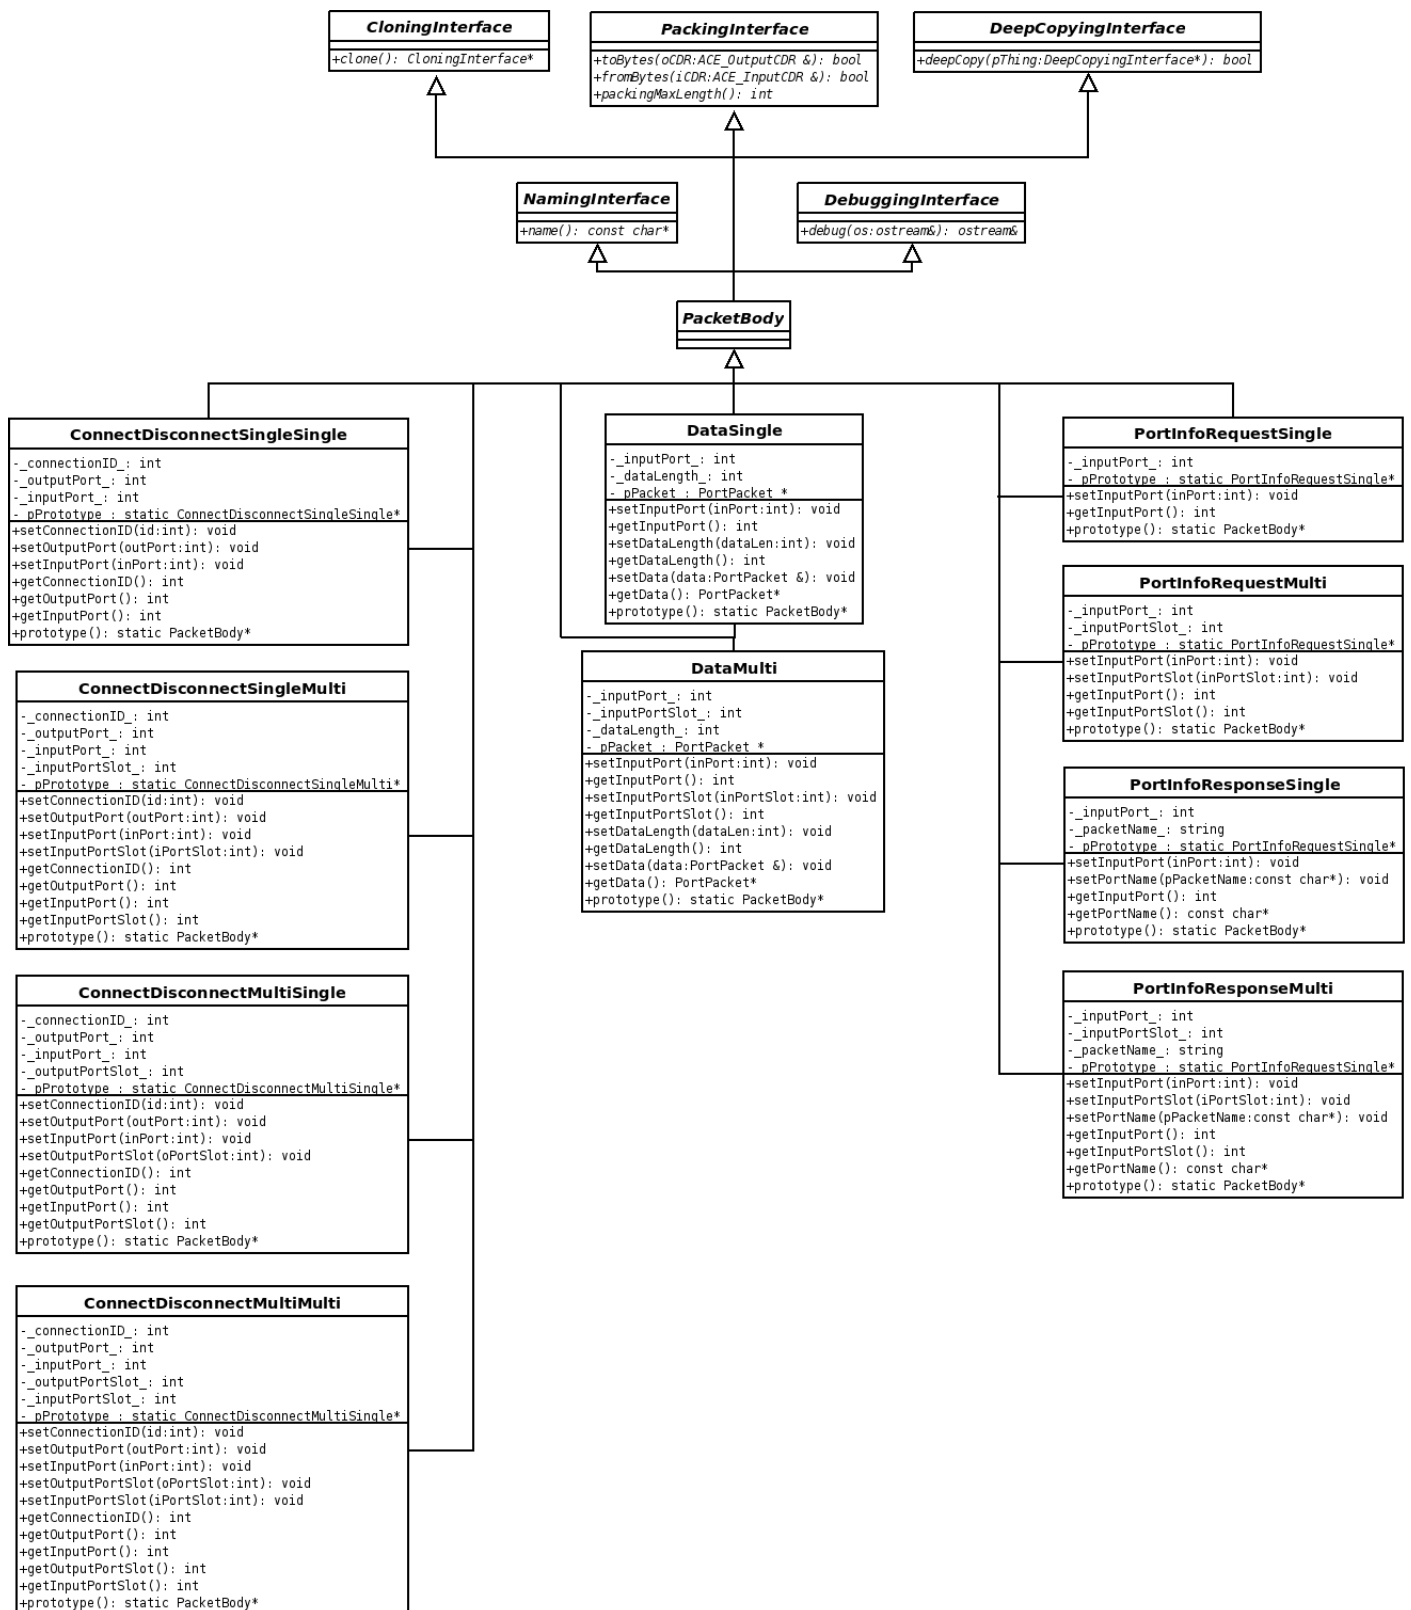 CloningInterface
+clone(): CloningInterface*
PackingInterface
+toBytes(oCDR:ACE_OutputCDR &): bool
+fromBytes(iCDR:ACE_InputCDR &): bool
+packingMaxLength(): int
DeepCopyingInterface
+deepCopy(pThing:DeepCopyingInterface*): bool
NamingInterface
+name(): const char*
DebuggingInterface
+debug(os:ostream&): ostream&
PacketBody
ConnectDisconnectSingleSingle
-_connectionID_: int
-_outputPort_: int
-_inputPort_: int
-_pPrototype_: static ConnectDisconnectSingleSingle*
+setConnectionID(id:int): void
+setOutputPort(outPort:int): void
+setInputPort(inPort:int): void
+getConnectionID(): int
+getOutputPort(): int
+getInputPort(): int
+prototype(): static PacketBody*
ConnectDisconnectSingleMulti
-_connectionID_: int
-_outputPort_: int
-_inputPort_: int
-_inputPortSlot_: int
-_pPrototype_: static ConnectDisconnectSingleMulti*
+setConnectionID(id:int): void
+setOutputPort(outPort:int): void
+setInputPort(inPort:int): void
+setInputPortSlot(iPortSlot:int): void
+getConnectionID(): int
+getOutputPort(): int
+getInputPort(): int
+getInputPortSlot(): int
+prototype(): static PacketBody*
ConnectDisconnectMultiSingle
-_connectionID_: int
-_outputPort_: int
-_inputPort_: int
-_outputPortSlot_: int
-_pPrototype_: static ConnectDisconnectMultiSingle*
+setConnectionID(id:int): void
+setOutputPort(outPort:int): void
+setInputPort(inPort:int): void
+setOutputPortSlot(oPortSlot:int): void
+getConnectionID(): int
+getOutputPort(): int
+getInputPort(): int
+getOutputPortSlot(): int
+prototype(): static PacketBody*
ConnectDisconnectMultiMulti
-_connectionID_: int
-_outputPort_: int
-_inputPort_: int
-_outputPortSlot_: int
-_inputPortSlot_: int
-_pPrototype_: static ConnectDisconnectMultiSingle*
+setConnectionID(id:int): void
+setOutputPort(outPort:int): void
+setInputPort(inPort:int): void
+setOutputPortSlot(oPortSlot:int): void
+setInputPortSlot(iPortSlot:int): void
+getConnectionID(): int
+getOutputPort(): int
+getInputPort(): int
+getOutputPortSlot(): int
+getInputPortSlot(): int
+prototype(): static PacketBody*
DataSingle
-_inputPort_: int
-_dataLength_: int
-_pPacket_: PortPacket *
+setInputPort(inPort:int): void
+getInputPort(): int
+setDataLength(dataLen:int): void
+getDataLength(): int
+setData(data:PortPacket &): void
+getData(): PortPacket*
+prototype(): static PacketBody*
DataMulti
-_inputPort_: int
-_inputPortSlot_: int
-_dataLength_: int
-_pPacket_: PortPacket *
+setInputPort(inPort:int): void
+getInputPort(): int
+setInputPortSlot(inPortSlot:int): void
+getInputPortSlot(): int
+setDataLength(dataLen:int): void
+getDataLength(): int
+setData(data:PortPacket &): void
+getData(): PortPacket*
+prototype(): static PacketBody*
PortInfoRequestSingle
-_inputPort_: int
-_pPrototype_: static PortInfoRequestSingle*
+setInputPort(inPort:int): void
+getInputPort(): int
+prototype(): static PacketBody*
PortInfoRequestMulti
-_inputPort_: int
-_inputPortSlot_: int
-_pPrototype_: static PortInfoRequestSingle*
+setInputPort(inPort:int): void
+setInputPortSlot(inPortSlot:int): void
+getInputPort(): int
+getInputPortSlot(): int
+prototype(): static PacketBody*
PortInfoResponseSingle
-_inputPort_: int
-_packetName_: string
-_pPrototype_: static PortInfoRequestSingle*
+setInputPort(inPort:int): void
+setPortName(pPacketName:const char*): void
+getInputPort(): int
+getPortName(): const char*
+prototype(): static PacketBody*
PortInfoResponseMulti
-_inputPort_: int
-_inputPortSlot_: int
-_packetName_: string
-_pPrototype_: static PortInfoRequestSingle*
+setInputPort(inPort:int): void
+setInputPortSlot(iPortSlot:int): void
+setPortName(pPacketName:const char*): void
+getInputPort(): int
+getInputPortSlot(): int
+getPortName(): const char*
+prototype(): static PacketBody*